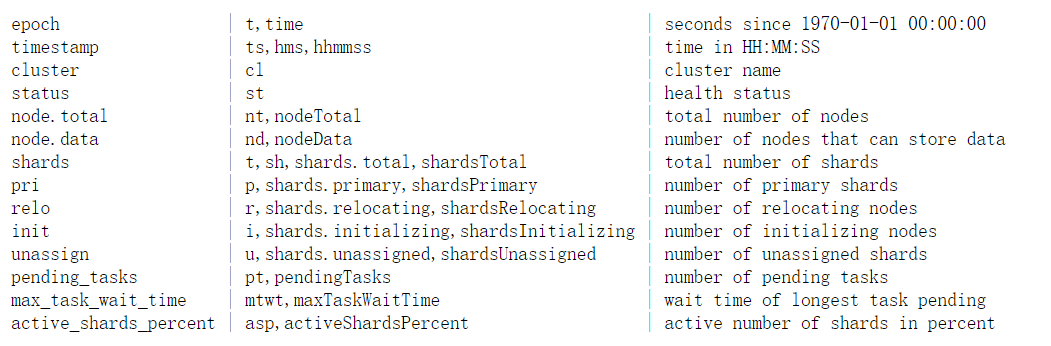 epoch | t,time | seconds since 1970-01-01 00:00:00
timestamp | ts,hms,hhmmss | time in HH:MM:SS
cluster | cl | cluster name
status | st | health status
node.total | nt,nodeTotal | total number of nodes
node.data | nd,nodeData | number of nodes that can store data
shards | t,sh,shards.total,shardsTotal | total number of shards
pri | p,shards.primary,shardsPrimary | number of primary shards
relo | r,shards.relocating,shardsRelocating | number of relocating nodes
init | i,shards.initializing,shardsInitializing | number of initializing nodes
unassign | u,shards.unassigned,shardsUnassigned | number of unassigned shards
pending_tasks | pt,pendingTasks | number of pending tasks
max_task_wait_time | mtwt,maxTaskWaitTime | wait time of longest task pending
active_shards_percent | asp,activeShardsPercent | active number of shards in percent